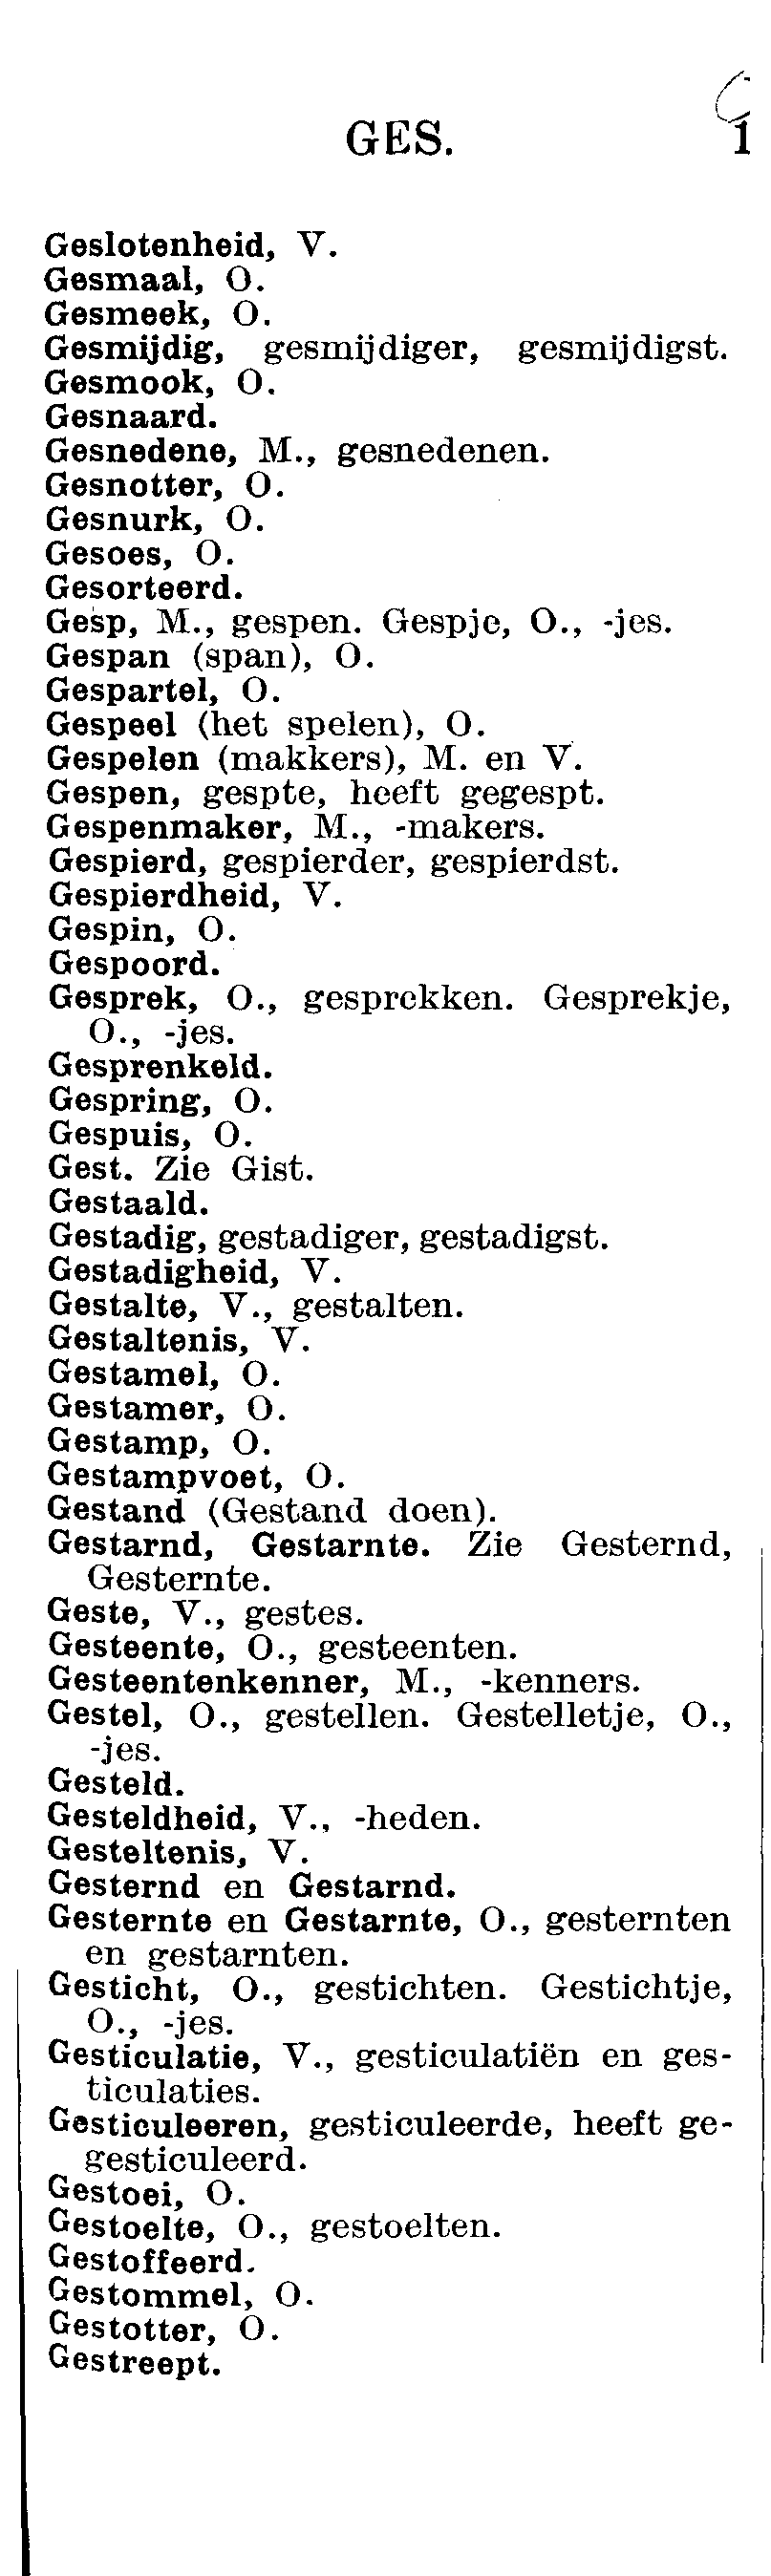 GES.
1
Geslotenheid, V.
Gesmaal, O.
Gesmeek, O.
Gesmijdig, gesmijdiger, gesmijdigst.
Gesmook, O.
Gesnaard.
Gesnedene, M., gesnedenen.
Gesnotter, O.
Gesnurk, O.
Gesoes, O.
Gesorteerd.
Gesp, M., gespen. Gespje, O., -jes.
Gespan (span), O.
Gespartel, O.
Gespeel (het spelen), O.
Gespelen (makkers), M. en V.
Gespen, gespte, heeft gegespt.
Gespenmaker, M., -makers.
Gespierd, gespierder, gespierdst.
Gespierdheid, V.
Gespin, O.
Gespoord.
Gesprek, O., gesprekken. Gesprekje,
O., -jes.
Gesprenkeld.
Gespring, O.
Gespuis, O.
Gest. Zie Gist.
Gestaald.
Gestadig, gestadiger, gestadigst.
Gestadigheid, V.
Gestalte, V., gestalten.
Gestaltenis, V.
Gestamel, O.
Gestamer, O.
Gestamp, O.
Gestampvoet, O.
Gestand (Gestand doen).
Gestarnd, Gestarnte. Zie Gesternd,
Gesternte.
Geste, V., gestes.
Gesteente, O., gesteenten.
Gesteentenkenner, M., -kenners.
Gestel, O., gestellen. Gestelletje, O.,
-jes.
Gesteld.
Gesteldheid, V., -heden.
Gesteltenis, V.
Gesternd en Gestarnd.
Gesternte en Gestarnte, O., gesternten
en gestarnten.
Gesticht, O., gestichten. Gestichtje,
O., -jes.
Gesticulatie, V., gesticulatiën en ges-
ticulaties.
Gesticuleeren, gesticuleerde, heeft ge-
gesticuleerd.
Gestoei, O.
Gestoelte, O., gestoelten.
Gestoffeerd.
Gestommel, O.
Gestotter, O.
Gestreept.